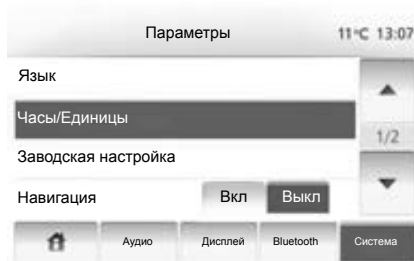 Параметры 11°C 13:07
Язык
Часы/Единицы
1/2
Заводская настройка
Навигация Вкл Выкл
Аудио Дисплей Bluetooth Система